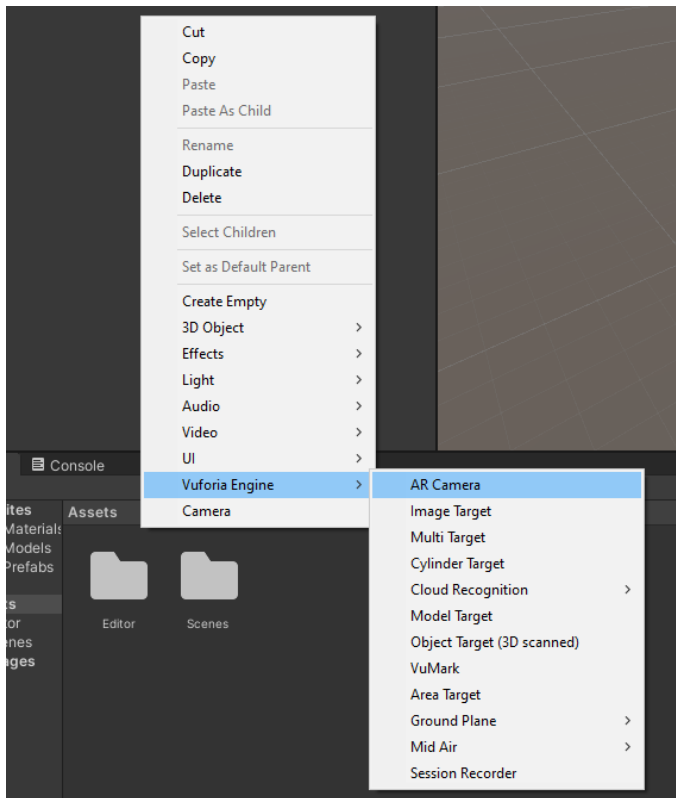 Cut
Copy
Paste
Paste As Child
Rename
Duplicate
Delete
Select Children
Set as Default Parent
Create Empty
3D Object
Effects
Light
Audio
Video
UI
Vuforia Engine
Camera
AR Camera
Image Target
Multi Target
Cylinder Target
Cloud Recognition
Model Target
Object Target (3D scanned)
VuMark
Area Target
Ground Plane
Mid Air
Session Recorder
Console
Assets
Materials
Models
Prefabs
Editor
Scenes